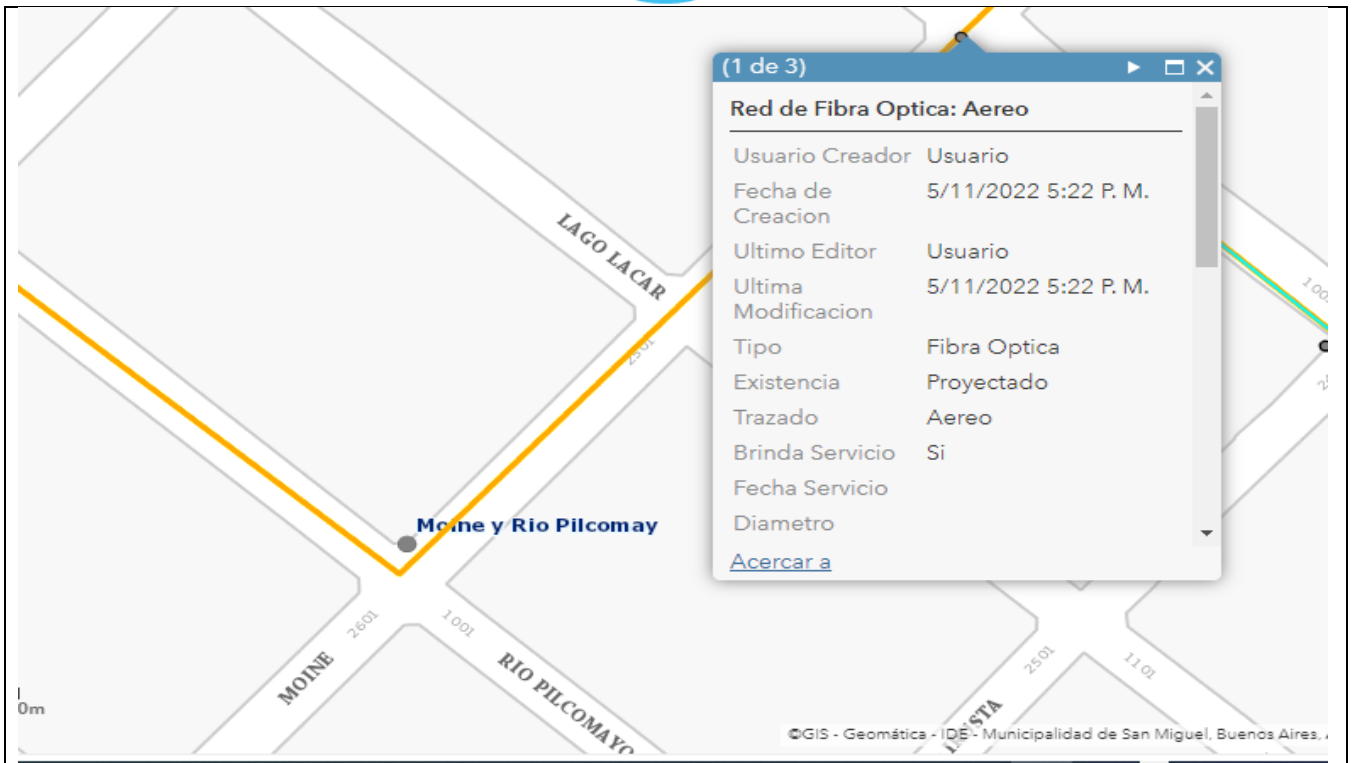 (1 de 3)
Red de Fibra Optica: Aereo
Usuario Creador Usuario
Fecha de Creacion 5/11/2022 5:22 P. M.
Ultimo Editor Usuario
Ultima Modificacion 5/11/2022 5:22 P. M.
Tipo Fibra Optica
Existencia Proyectado
Trazado Aereo
Brinda Servicio Si
Fecha Servicio
Diametro
Acercar a
LAGO LACAR
2501
Moine y Rio Pilcomay
2601
1001
MOINE
RIO PILCOMAYO
2501
1101
0m
©GIS - Geomática - IDE - Municipalidad de San Miguel, Buenos Aires,